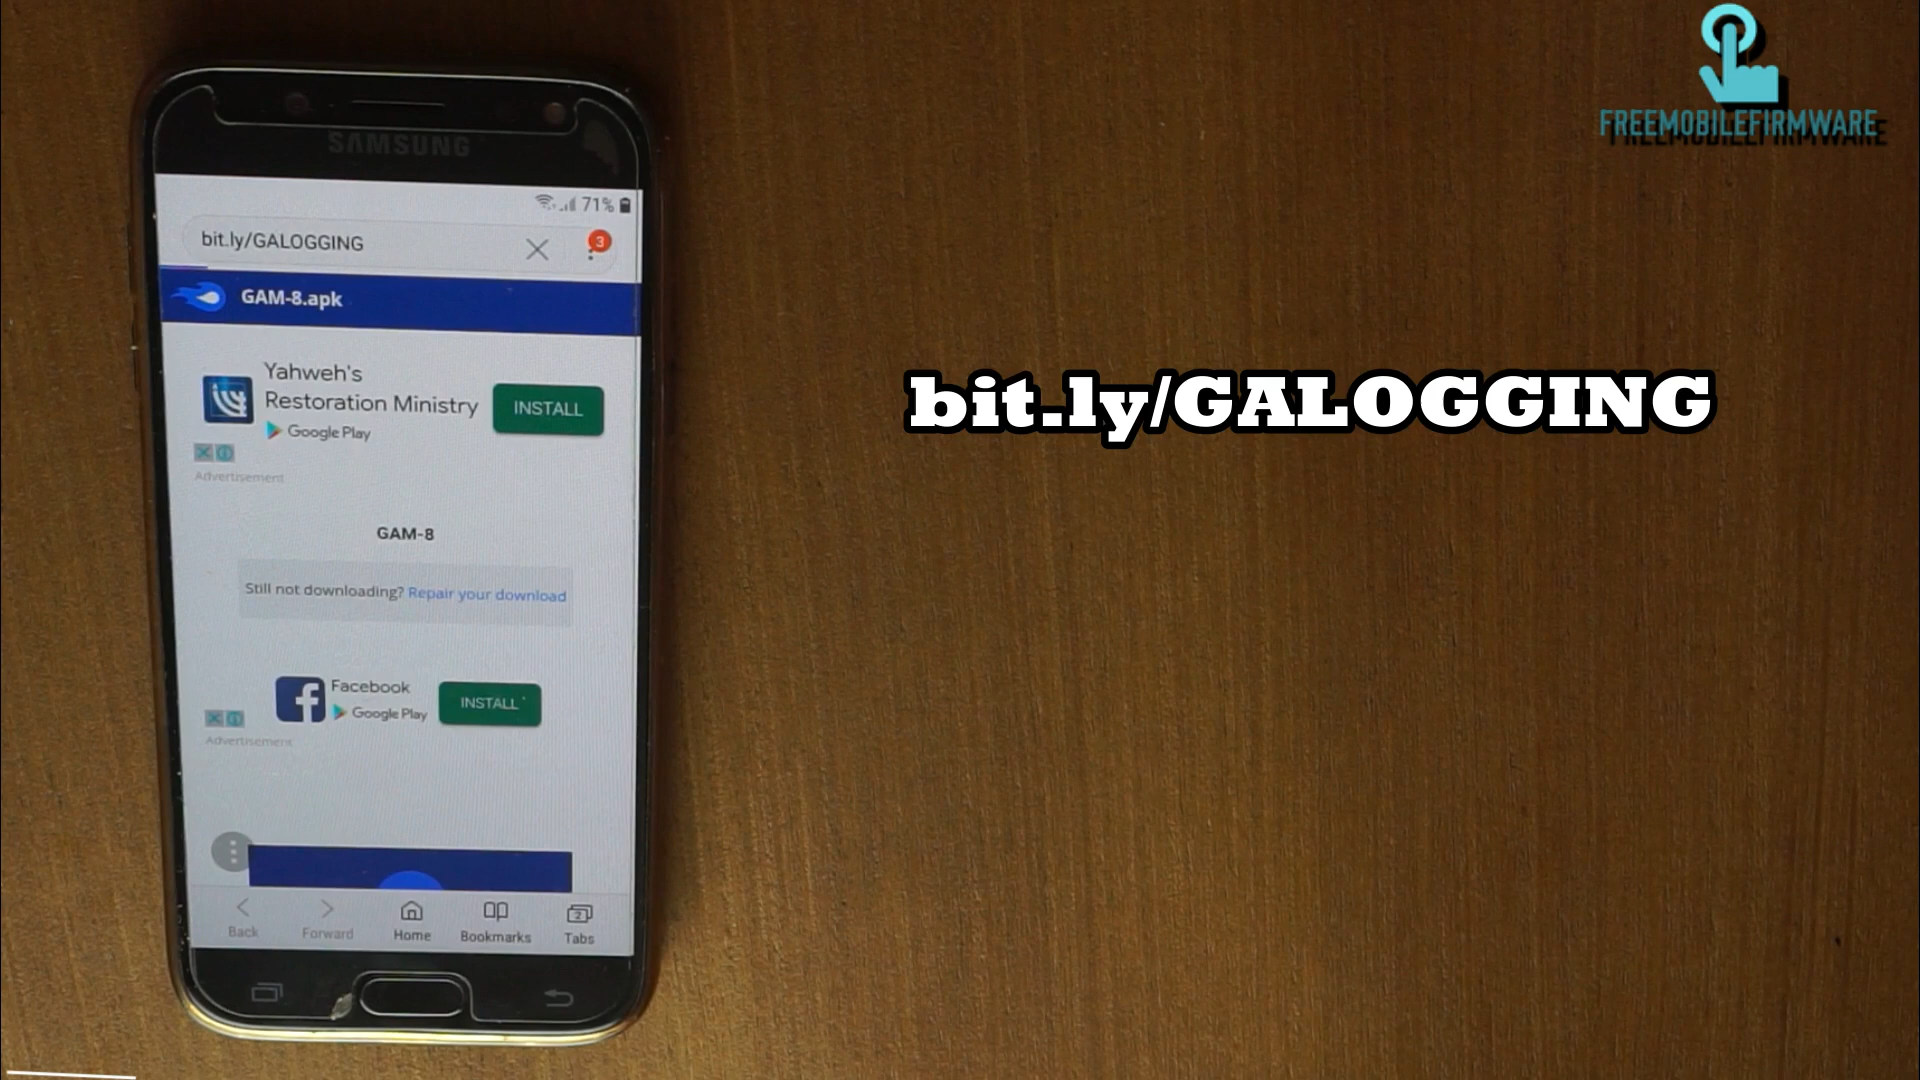 FREEMOBILEFIRMWARE
SAMSUNG
71%
bit.ly/GALOGGING
3
GAM-8.apk
Yahweh's
Restoration Ministry
Google Play
INSTALL
Advertisement
GAM-8
Still not downloading? Repair your download
Facebook
Google Play
INSTALL
Advertisement
Back
Forward
Home
Bookmarks
2
Tabs
bit.ly/GALOGGING